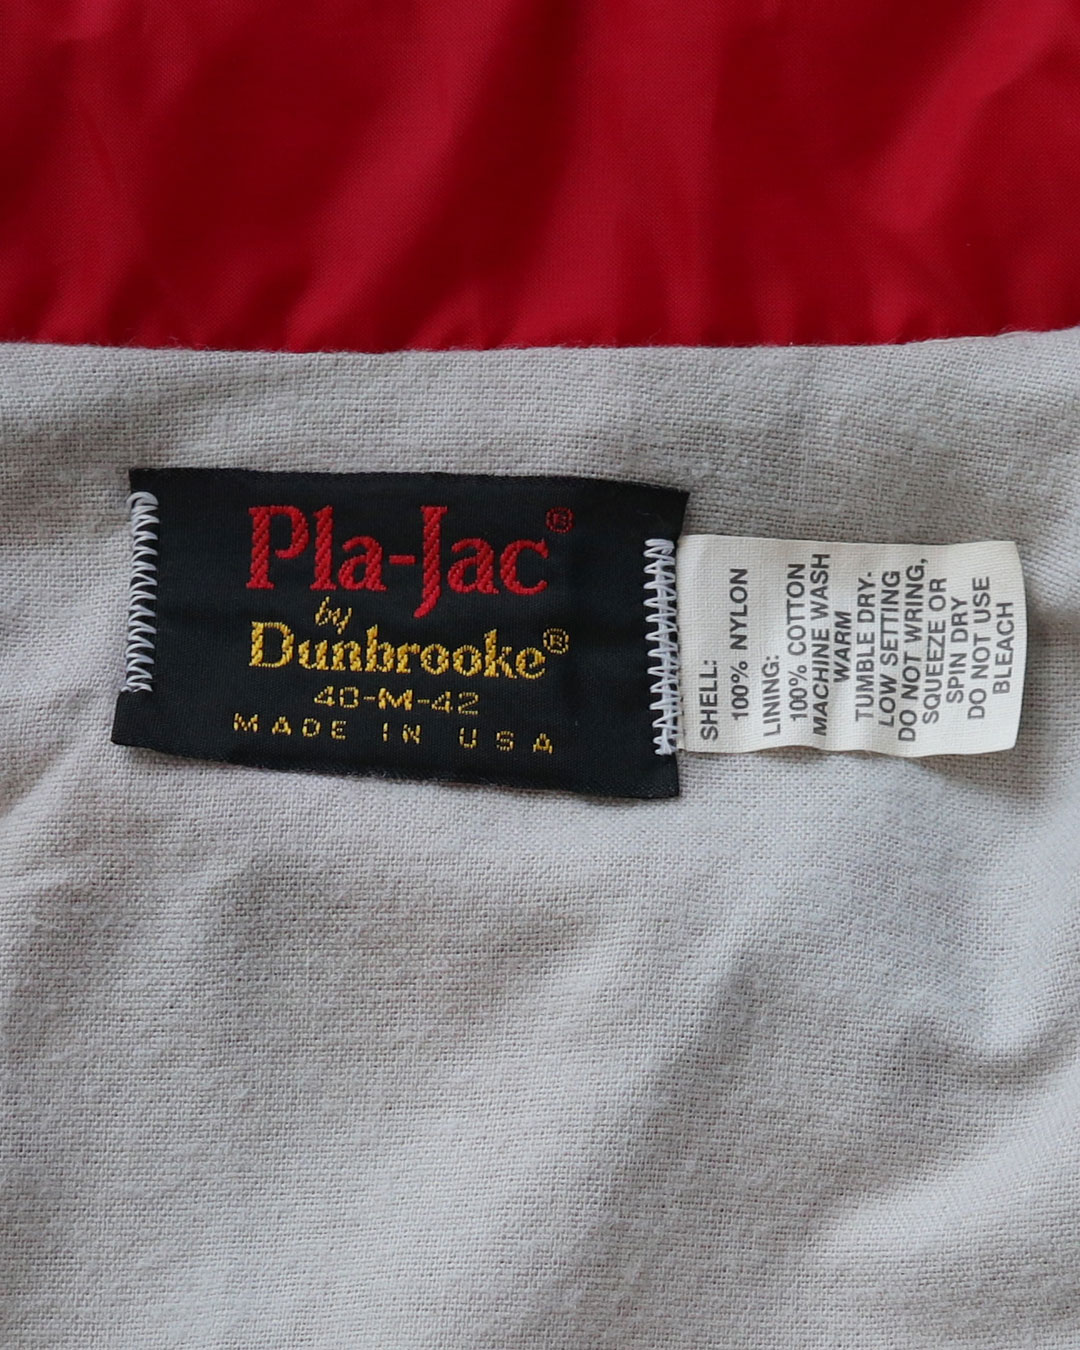 Pla-Jac®
by
Dunbrooke®
40-M-42
MADE IN USA
SHELL:
100% NYLON
LINING:
100% COTTON
MACHINE WASH
WARM
TUMBLE DRY-
LOW SETTING
DO NOT WRING,
SQUEEZE OR
SPIN DRY
DO NOT USE
BLEACH